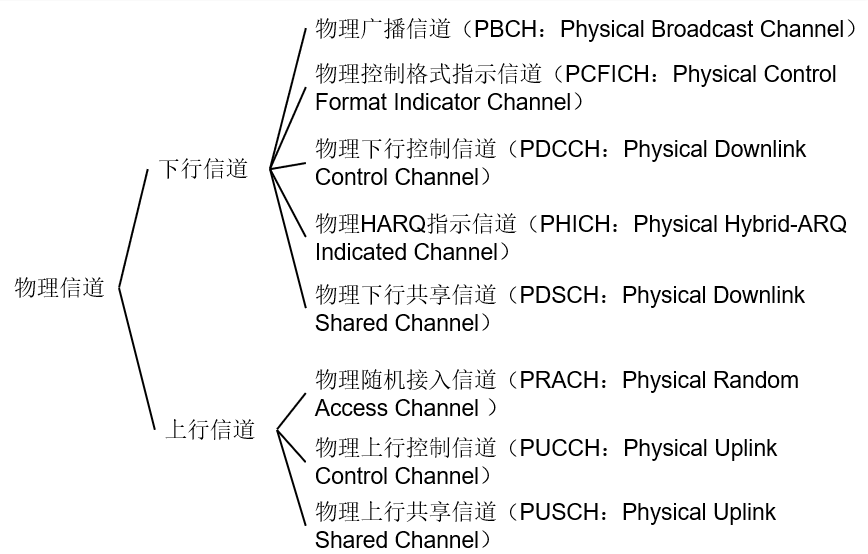 物理信道
下行信道
物理广播信道（PBCH：Physical Broadcast Channel）
物理控制格式指示信道（PCFICH：Physical Control
Format Indicator Channel）
物理下行控制信道（PDCCH：Physical Downlink
Control Channel）
物理HARQ指示信道（PHICH：Physical Hybrid-ARQ
Indicated Channel）
物理下行共享信道（PDSCH：Physical Downlink
Shared Channel）
上行信道
物理随机接入信道（PRACH：Physical Random
Access Channel ）
物理上行控制信道（PUCCH：Physical Uplink
Control Channel）
物理上行共享信道（PUSCH：Physical Uplink
Shared Channel）